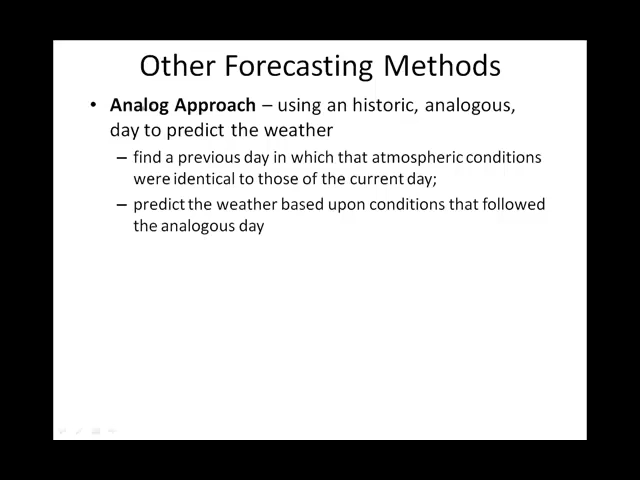 Other Forecasting Methods
• Analog Approach – using an historic, analogous,
day to predict the weather
– find a previous day in which that atmospheric conditions
were identical to those of the current day;
– predict the weather based upon conditions that followed
the analogous day